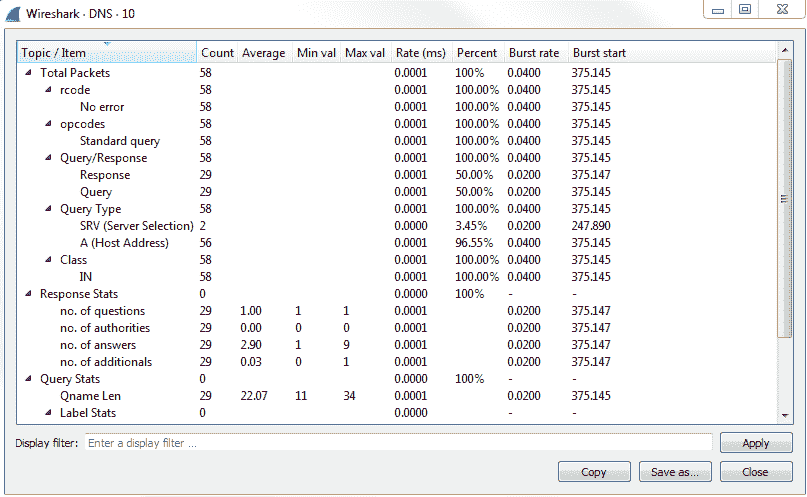 Wireshark · DNS · 10
Topic / Item Count Average Min val Max val Rate (ms) Percent Burst rate Burst start
Total Packets 58 0.0001 100% 0.0400 375.145
rcode 58 0.0001 100.00% 0.0400 375.145
No error 58 0.0001 100.00% 0.0400 375.145
opcodes 58 0.0001 100.00% 0.0400 375.145
Standard query 58 0.0001 100.00% 0.0400 375.145
Query/Response 58 0.0001 100.00% 0.0400 375.145
Response 29 0.0001 50.00% 0.0200 375.147
Query 29 0.0001 50.00% 0.0200 375.145
Query Type 58 0.0001 100.00% 0.0400 375.145
SRV (Server Selection) 2 0.0000 3.45% 0.0200 247.890
A (Host Address) 56 0.0001 96.55% 0.0400 375.145
Class 58 0.0001 100.00% 0.0400 375.145
IN 58 0.0001 100.00% 0.0400 375.145
Response Stats 0 0.0000 100% - -
no. of questions 29 1.00 1 1 0.0001 0.0200 375.147
no. of authorities 29 0.00 0 0 0.0001 0.0200 375.147
no. of answers 29 2.90 1 9 0.0001 0.0200 375.147
no. of additionals 29 0.03 0 1 0.0001 0.0200 375.147
Query Stats 0 0.0000 100% - -
Qname Len 29 22.07 11 34 0.0001 0.0200 375.145
Label Stats 0 0.0000 - -
Display filter: Enter a display filter ... Apply
Copy Save as... Close